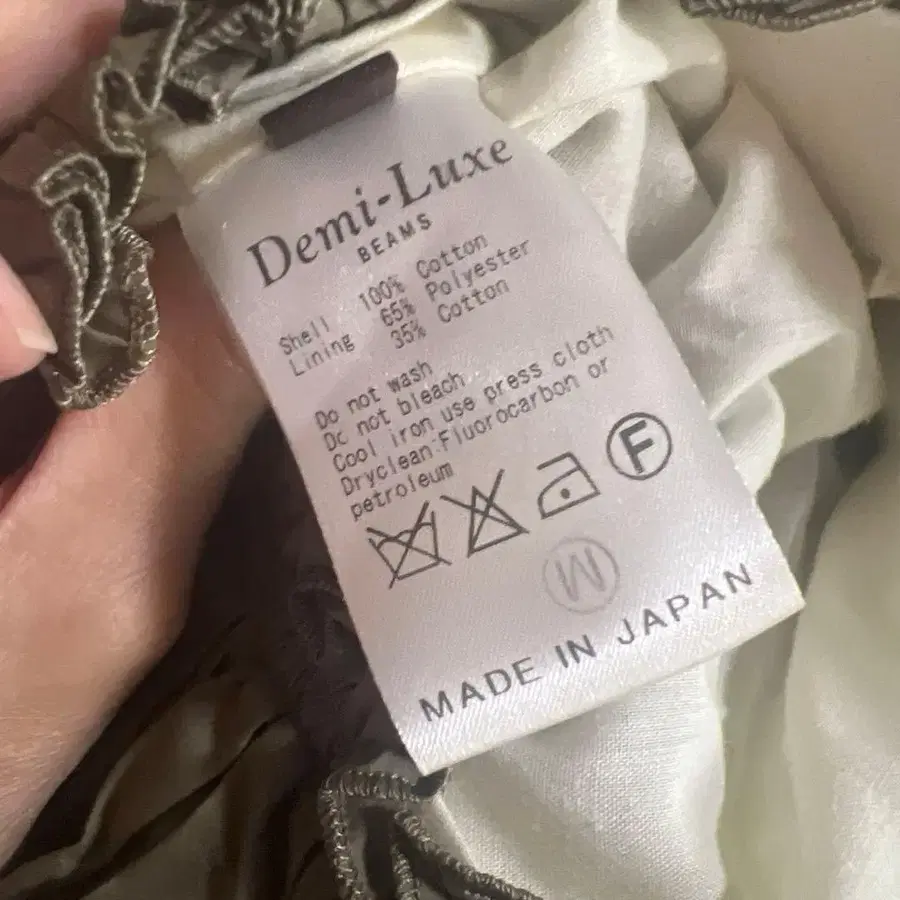 Demi-Luxe
BEAMS
Shell 100% Cotton
Lining 65% Polyester
35% Cotton
Do not wash
Do not bleach
Cool iron use press cloth
Dryclean:Fluorocarbon or
petroleum
F
W
MADE IN JAPAN